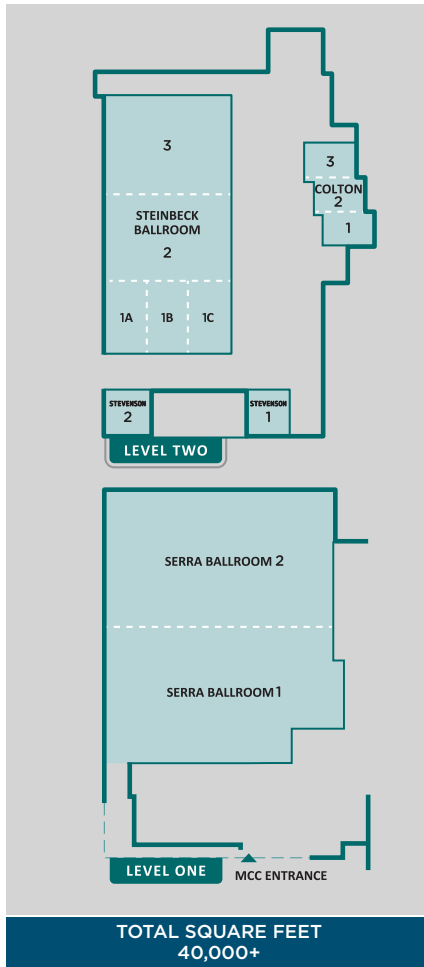 3
STEINBECK
BALLROOM
2
1A 1B 1C
3
COLTON
2
1
STEVENSON
2
STEVENSON
1
LEVEL TWO
SERRA BALLROOM 2
SERRA BALLROOM 1
LEVEL ONE
MCC ENTRANCE
TOTAL SQUARE FEET
40,000+